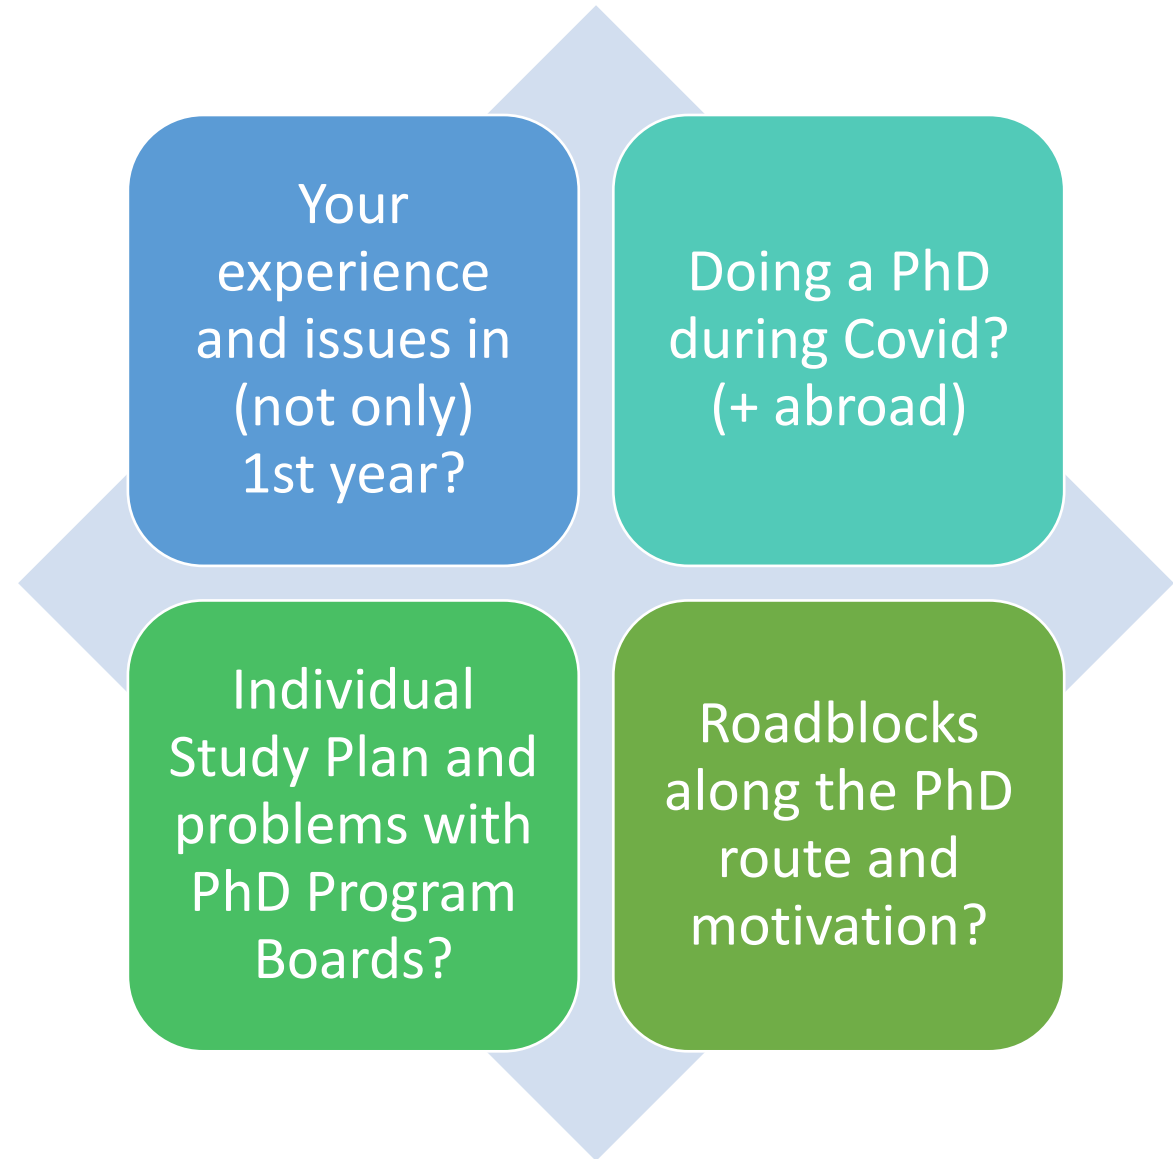 Your
experience
and issues in
(not only)
1st year?
Doing a PhD
during Covid?
(+ abroad)
Individual
Study Plan and
problems with
PhD Program
Boards?
Roadblocks
along the PhD
route and
motivation?